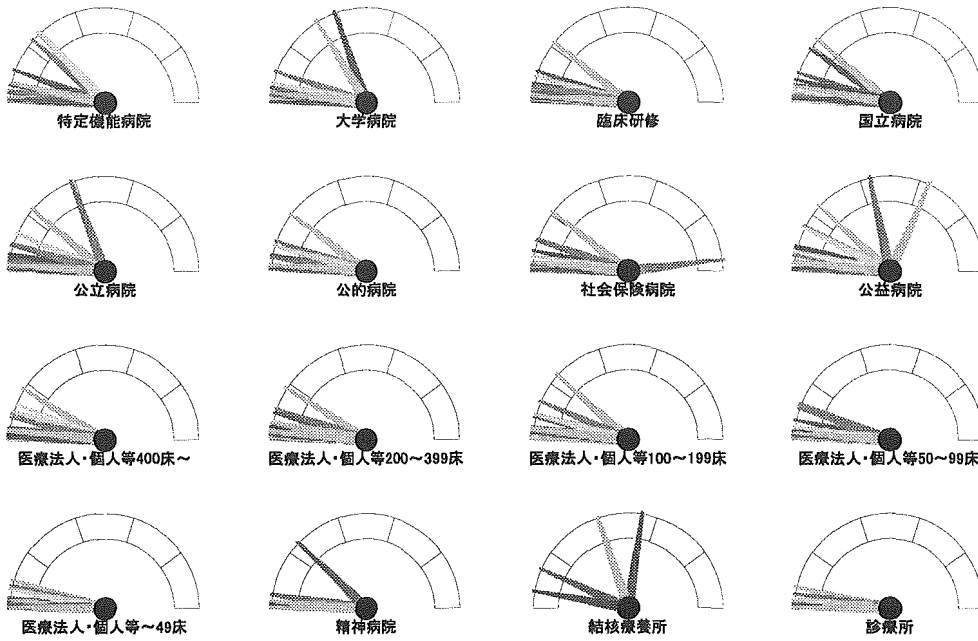 特定機能病院
大学病院
臨床研修
国立病院
公立病院
公的病院
社会保険病院
公益病院
医療法人・個人等400床～
医療法人・個人等200～399床
医療法人・個人等100～199床
医療法人・個人等50～99床
医療法人・個人等～49床
精神病院
結核療養所
診療所